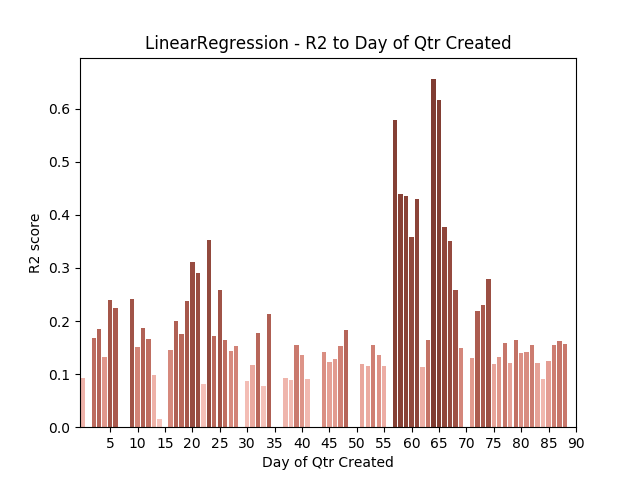 LinearRegression - R2 to Day of Qtr Created
0.6
0.5
0.4
0.3
0.2
0.1
0.0
R2 score
5 10 15 20 25 30 35 40 45 50 55 60 65 70 75 80 85 90
Day of Qtr Created